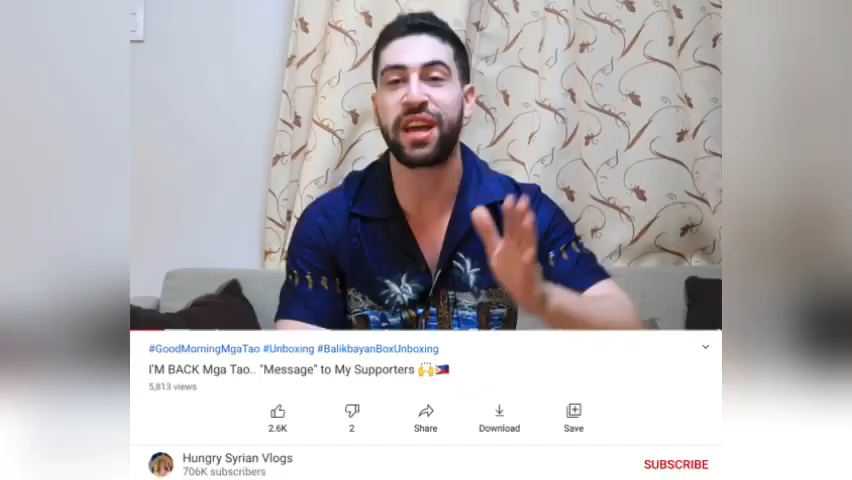 #GoodMorningMgaTao #Unboxing #BalikbayanBoxUnboxing
I'M BACK Mga Tao.. "Message" to My Supporters 🙌🇵🇭
5,813 views
2.6K 2 Share Download Save
Hungry Syrian Vlogs
706K subscribers
SUBSCRIBE